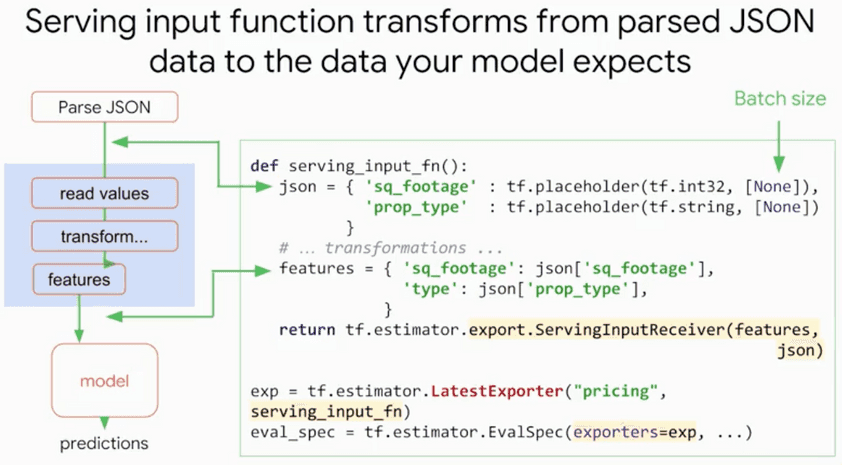 Serving input function transforms from parsed JSON
data to the data your model expects
Parse JSON
read values
transform...
features
model
predictions
Batch size
def serving_input_fn():
json = { 'sq_footage' : tf.placeholder(tf.int32, [None]),
'prop_type' : tf.placeholder(tf.string, [None])
}
# ... transformations ...
features = { 'sq_footage': json['sq_footage'],
'type': json['prop_type'],
}
return tf.estimator.export.ServingInputReceiver(features,
json)
exp = tf.estimator.LatestExporter("pricing",
serving_input_fn)
eval_spec = tf.estimator.EvalSpec(exporters=exp, ...)